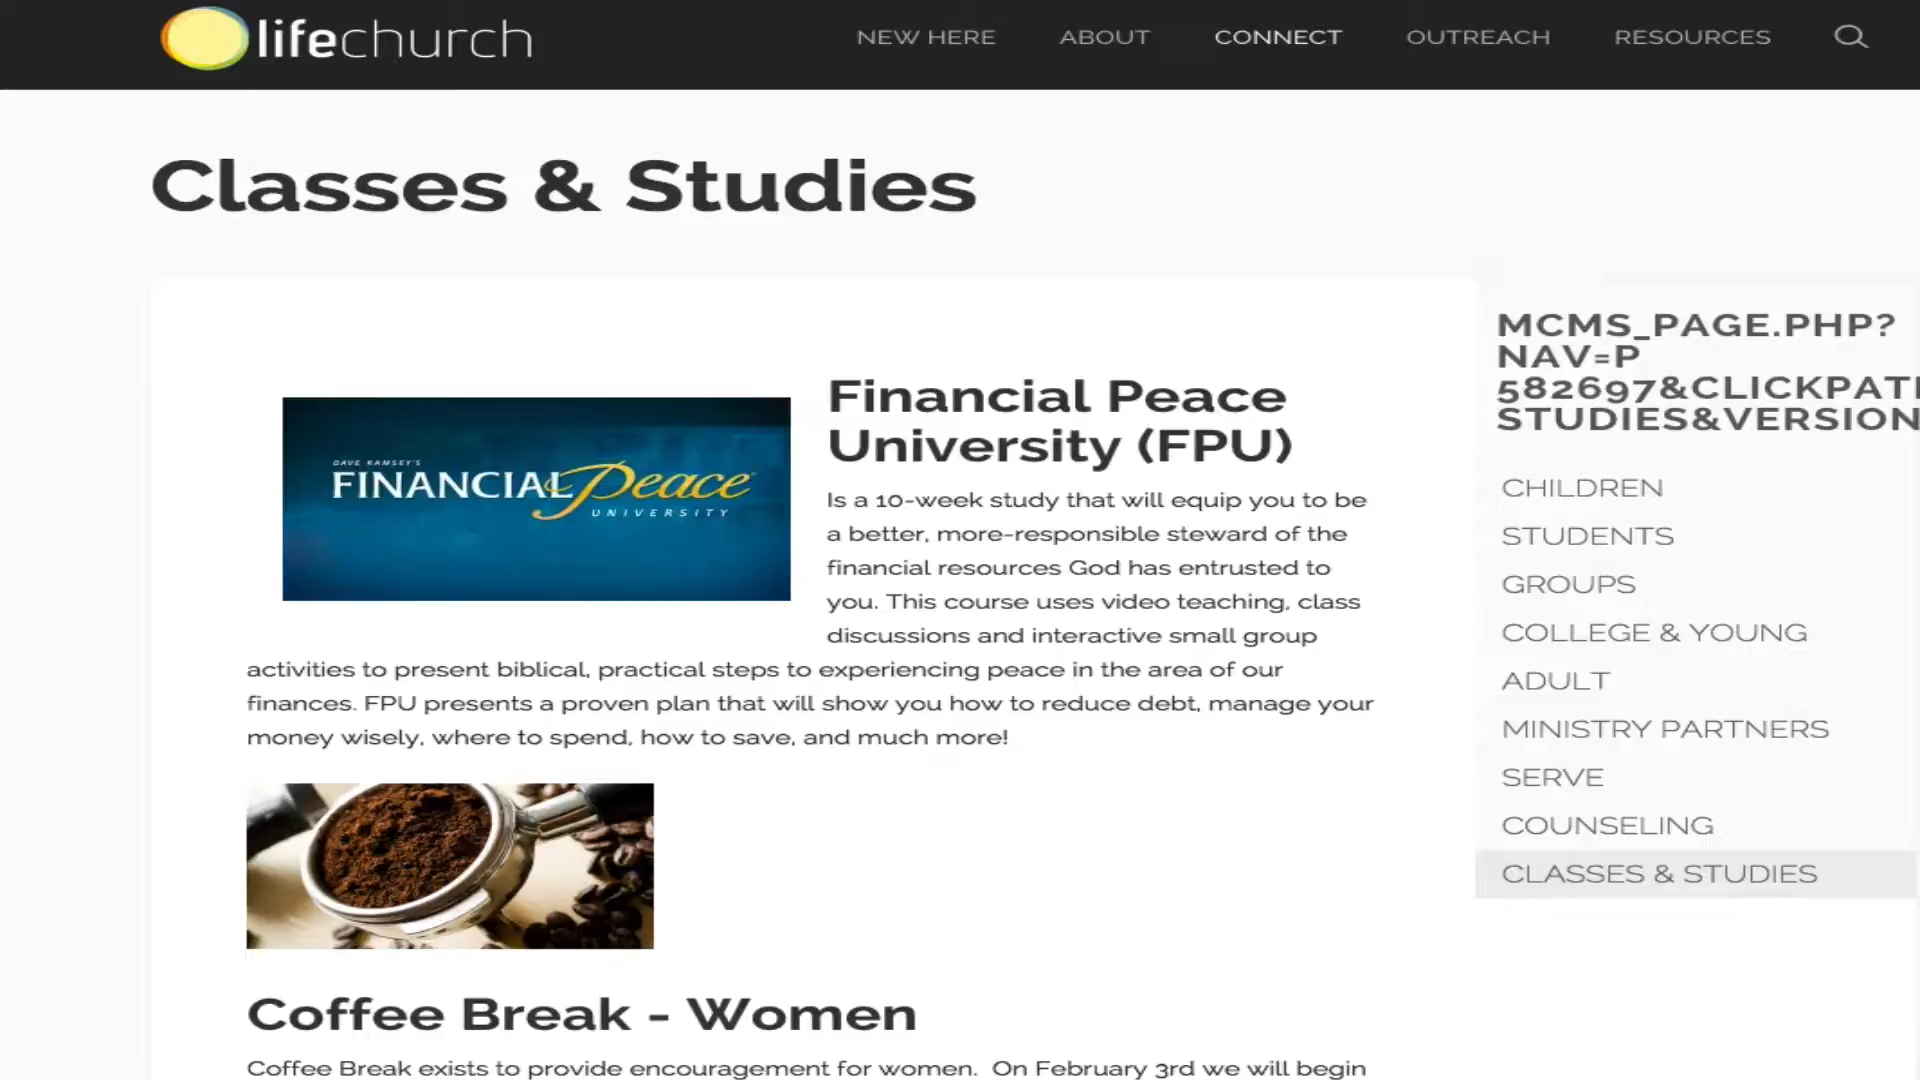 lifechurch
NEW HERE ABOUT CONNECT OUTREACH RESOURCES
Classes & Studies
DAVE RAMSEY'S
FINANCIAL Peace
UNIVERSITY
Financial Peace
University (FPU)
Is a 10-week study that will equip you to be
a better, more-responsible steward of the
financial resources God has entrusted to
you. This course uses video teaching, class
discussions and interactive small group
activities to present biblical, practical steps to experiencing peace in the area of our
finances. FPU presents a proven plan that will show you how to reduce debt, manage your
money wisely, where to spend, how to save, and much more!
Coffee Break - Women
Coffee Break exists to provide encouragement for women. On February 3rd we will begin
MCMS_PAGE.PHP?
NAV=P
582697&CLICKPAT
STUDIES&VERSION
CHILDREN
STUDENTS
GROUPS
COLLEGE & YOUNG
ADULT
MINISTRY PARTNERS
SERVE
COUNSELING
CLASSES & STUDIES